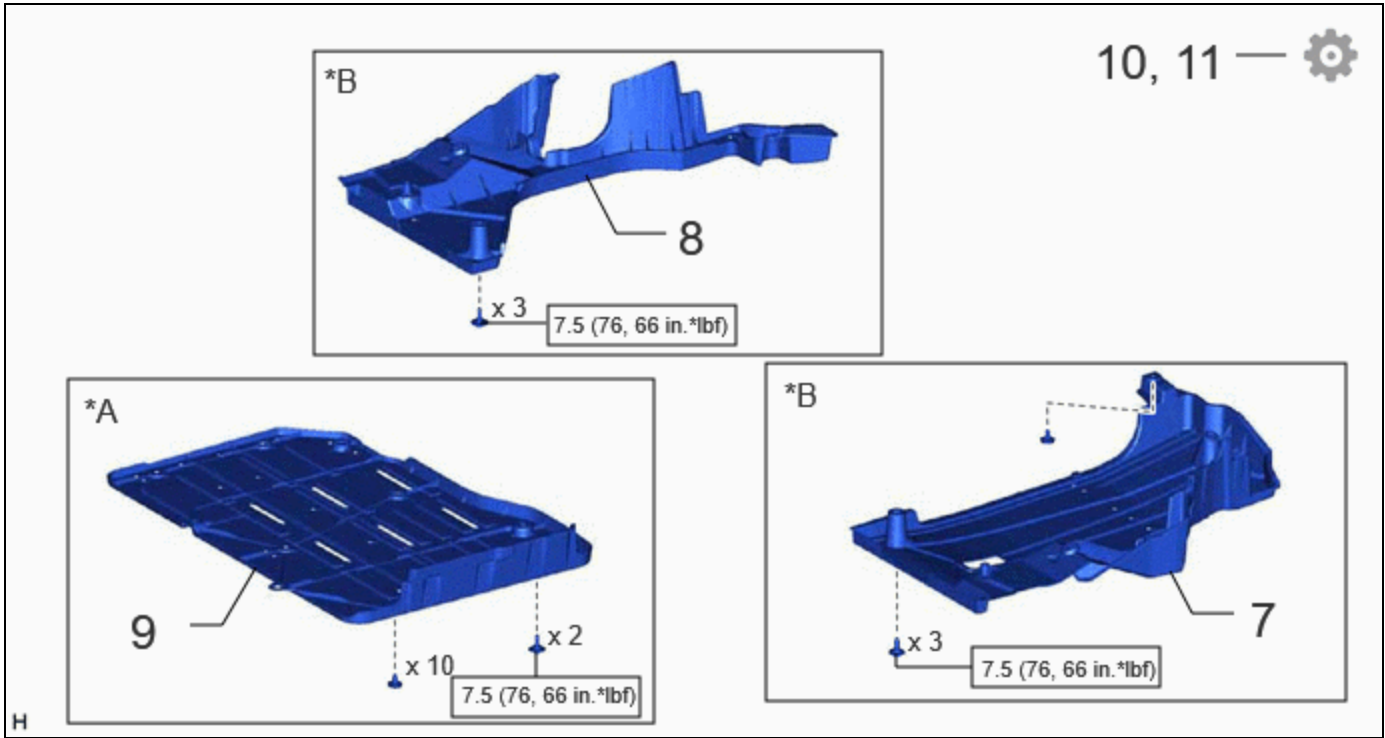 10, 11
*B
8
x 3
7.5 (76, 66 in.*lbf)
*A
9
x 10
x 2
7.5 (76, 66 in.*lbf)
*B
7
x 3
7.5 (76, 66 in.*lbf)
H